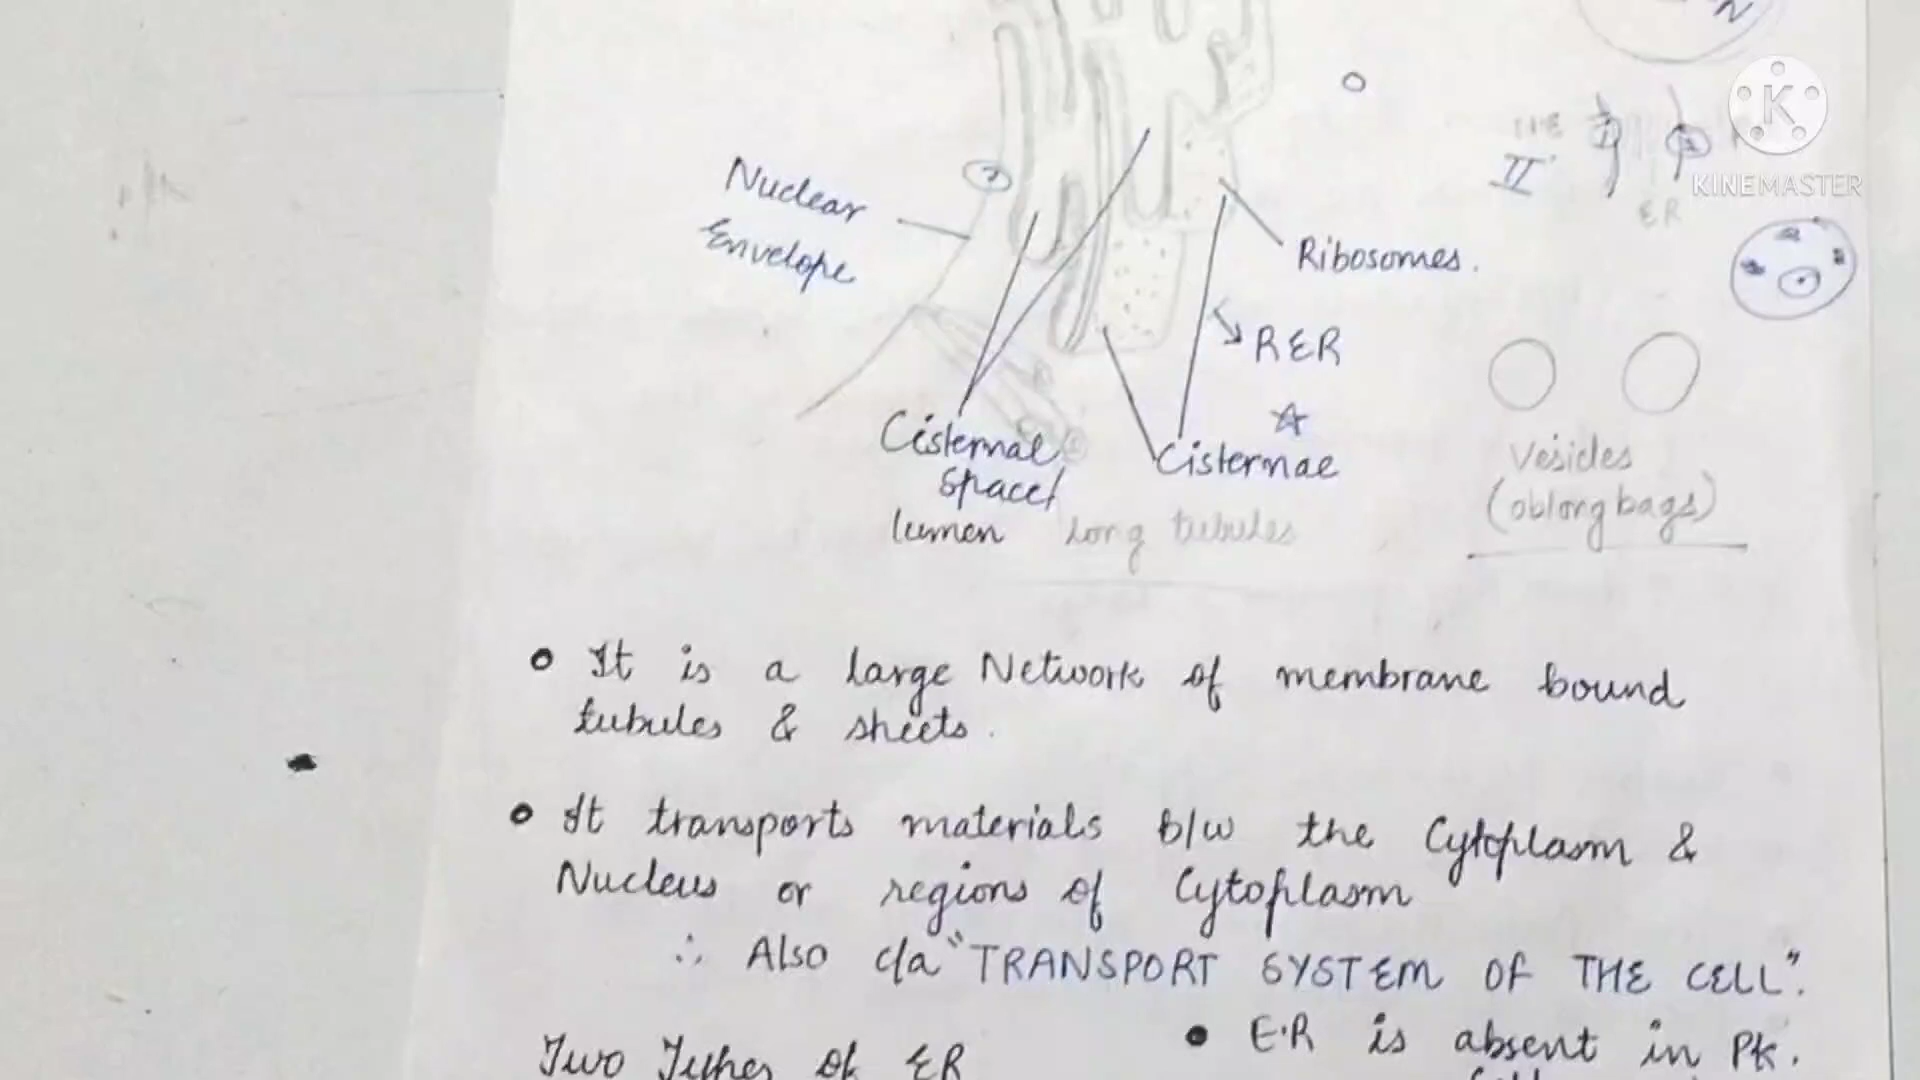 N
K
KINEMASTER
II
ER
Nuclear
Envelope
Ribosomes.
RER
Cisternal
Space/
lumen
Cisternae
Long tubules
Vesicles
(oblong bags)
• It is a large Network of membrane bound
tubules & sheets.
• It transports materials b/w the Cytoplasm &
Nucleus or regions of Cytoplasm
∴ Also c/a "TRANSPORT SYSTEM OF THE CELL".
Two Types of ER
• E.R is absent in Pk.